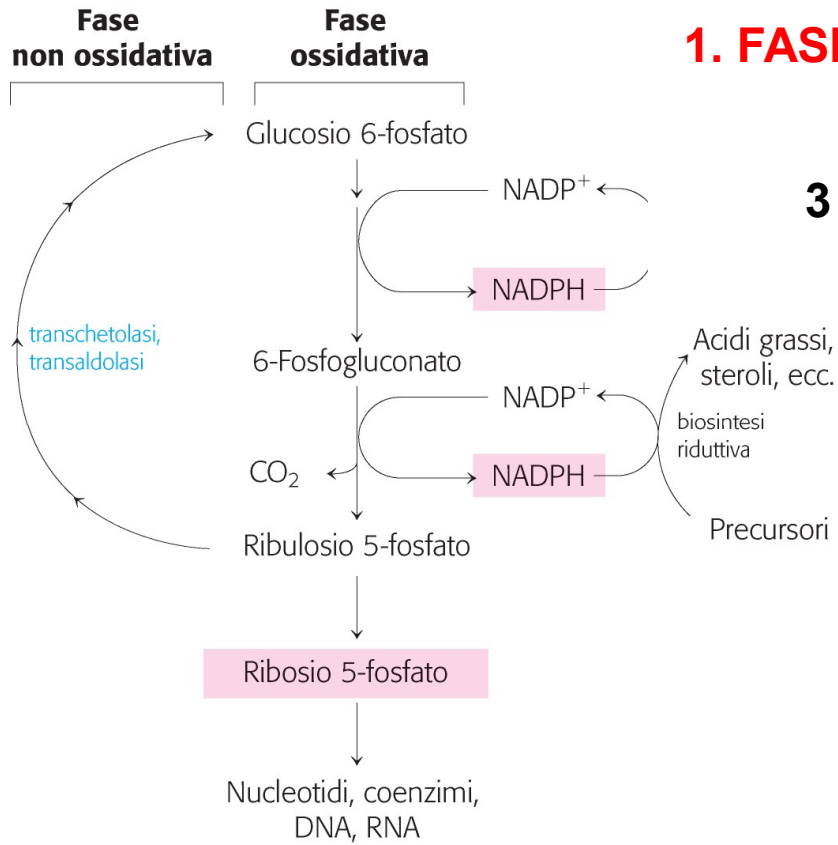 Fase
non ossidativa
Fase
ossidativa
1. FASI
3
Glucosio 6-fosfato
NADP+
NADPH
transchetolasi,
transaldolasi
6-Fosfogluconato
Acidi grassi,
steroli, ecc.
NADP+
biosintesi
riduttiva
CO2
NADPH
Precursori
Ribulosio 5-fosfato
Ribosio 5-fosfato
Nucleotidi, coenzimi,
DNA, RNA